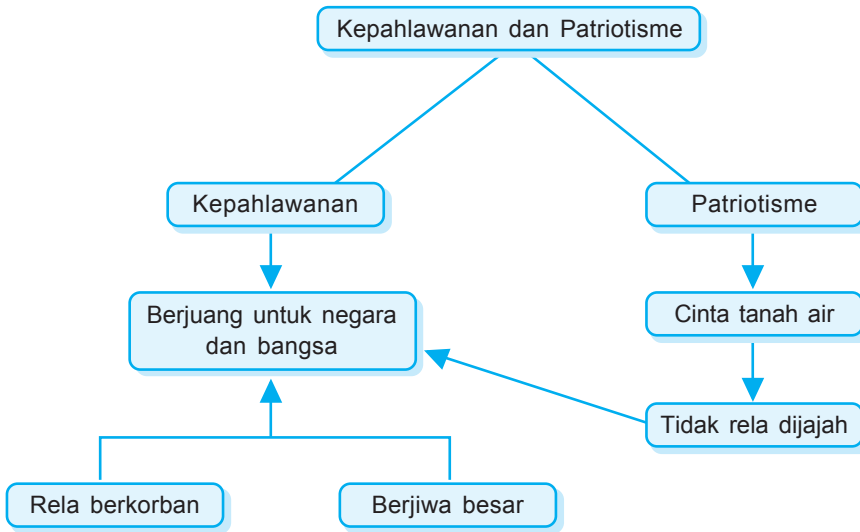 Kepahlawanan dan Patriotisme
Kepahlawanan
Patriotisme
Berjuang untuk negara
dan bangsa
Cinta tanah air
Tidak rela dijajah
Rela berkorban
Berjiwa besar